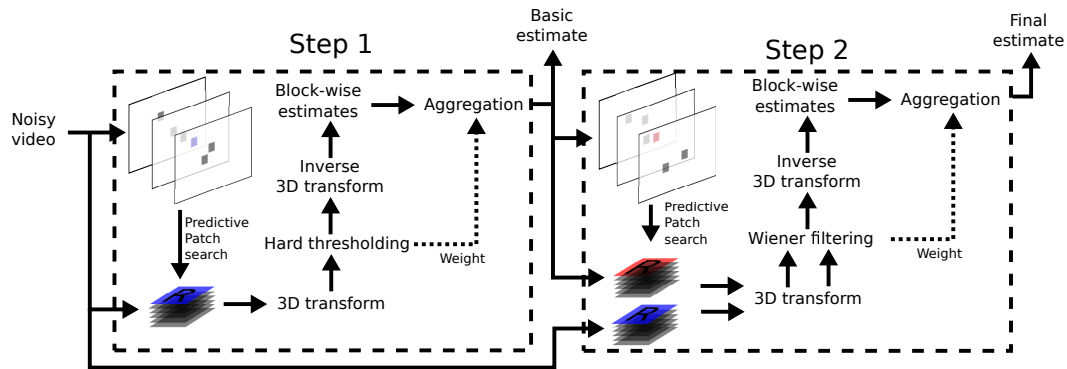 Step 1
Noisy
video
Predictive
Patch
search
R
3D transform
Hard thresholding
Weight
Inverse
3D transform
Block-wise
estimates
Aggregation
Basic
estimate
Step 2
Predictive
Patch
search
R
R
3D transform
Wiener filtering
Weight
Inverse
3D transform
Block-wise
estimates
Aggregation
Final
estimate